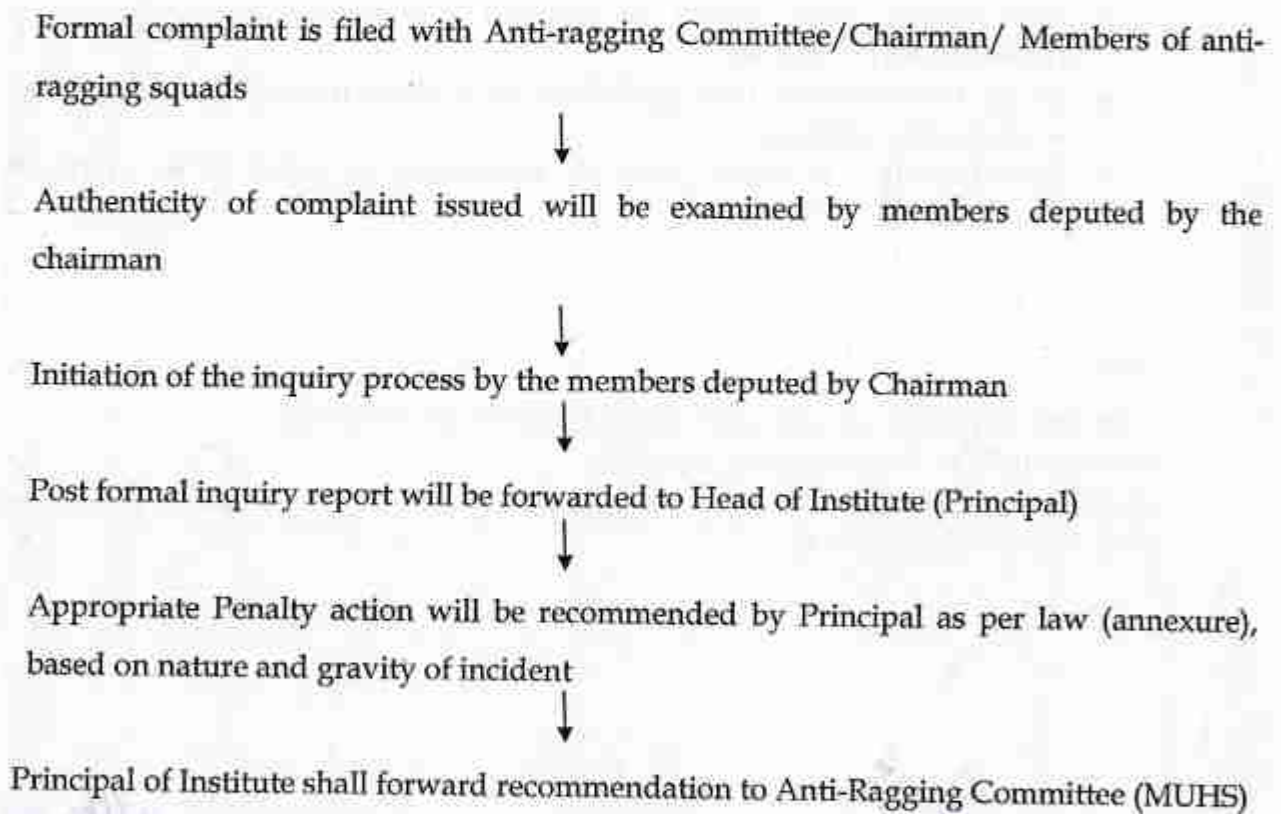 Formal complaint is filed with Anti-ragging Committee/Chairman/ Members of anti-
ragging squads
Authenticity of complaint issued will be examined by members deputed by the
chairman
Initiation of the inquiry process by the members deputed by Chairman
Post formal inquiry report will be forwarded to Head of Institute (Principal)
Appropriate Penalty action will be recommended by Principal as per law (annexure),
based on nature and gravity of incident
Principal of Institute shall forward recommendation to Anti-Ragging Committee (MUHS)